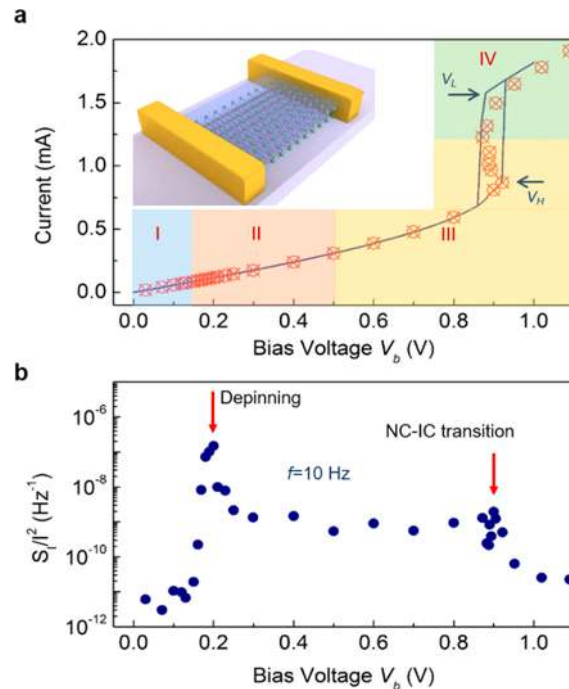 a
2.0
1.5
1.0
0.5
0.0
Current (mA)
IV
V_L
V_H
I
II
III
0.0 0.2 0.4 0.6 0.8 1.0
Bias Voltage V_b (V)
b
10^-6
10^-8
10^-10
10^-12
S_I/I^2 (Hz^-1)
Depinning
NC-IC transition
f=10 Hz
0.0 0.2 0.4 0.6 0.8 1.0
Bias Voltage V_b (V)